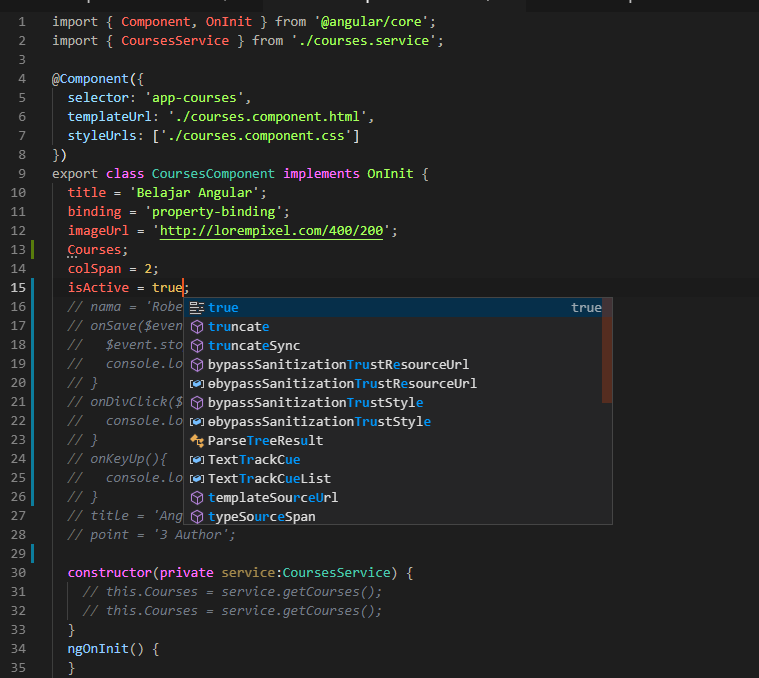 1 import { Component, OnInit } from '@angular/core';
2 import { CoursesService } from './courses.service';
3
4 @Component({
5 selector: 'app-courses',
6 templateUrl: './courses.component.html',
7 styleUrls: ['./courses.component.css']
8 })
9 export class CoursesComponent implements OnInit {
10 title = 'Belajar Angular';
11 binding = 'property-binding';
12 imageUrl = 'http://lorempixel.com/400/200';
13 Courses;
14 colSpan = 2;
15 isActive = true;
16 // nama = 'Robe
true true
17 // onSave($even
truncate
18 // $event.sto
truncateSync
19 // console.lo
bypassSanitizationTrustResourceUrl
20 // }
ɵbypassSanitizationTrustResourceUrl
21 // onDivClick($
bypassSanitizationTrustStyle
22 // console.lo
ɵbypassSanitizationTrustStyle
23 // }
ParseTreeResult
24 // onKeyUp(){
TextTrackCue
25 // console.lo
TextTrackCueList
26 // }
templateSourceUrl
27 // title = 'Ang
typeSourceSpan
28 // point = '3 Author';
29
30 constructor(private service:CoursesService) {
31 // this.Courses = service.getCourses();
32 // this.Courses = service.getCourses();
33 }
34 ngOnInit() {
35 }